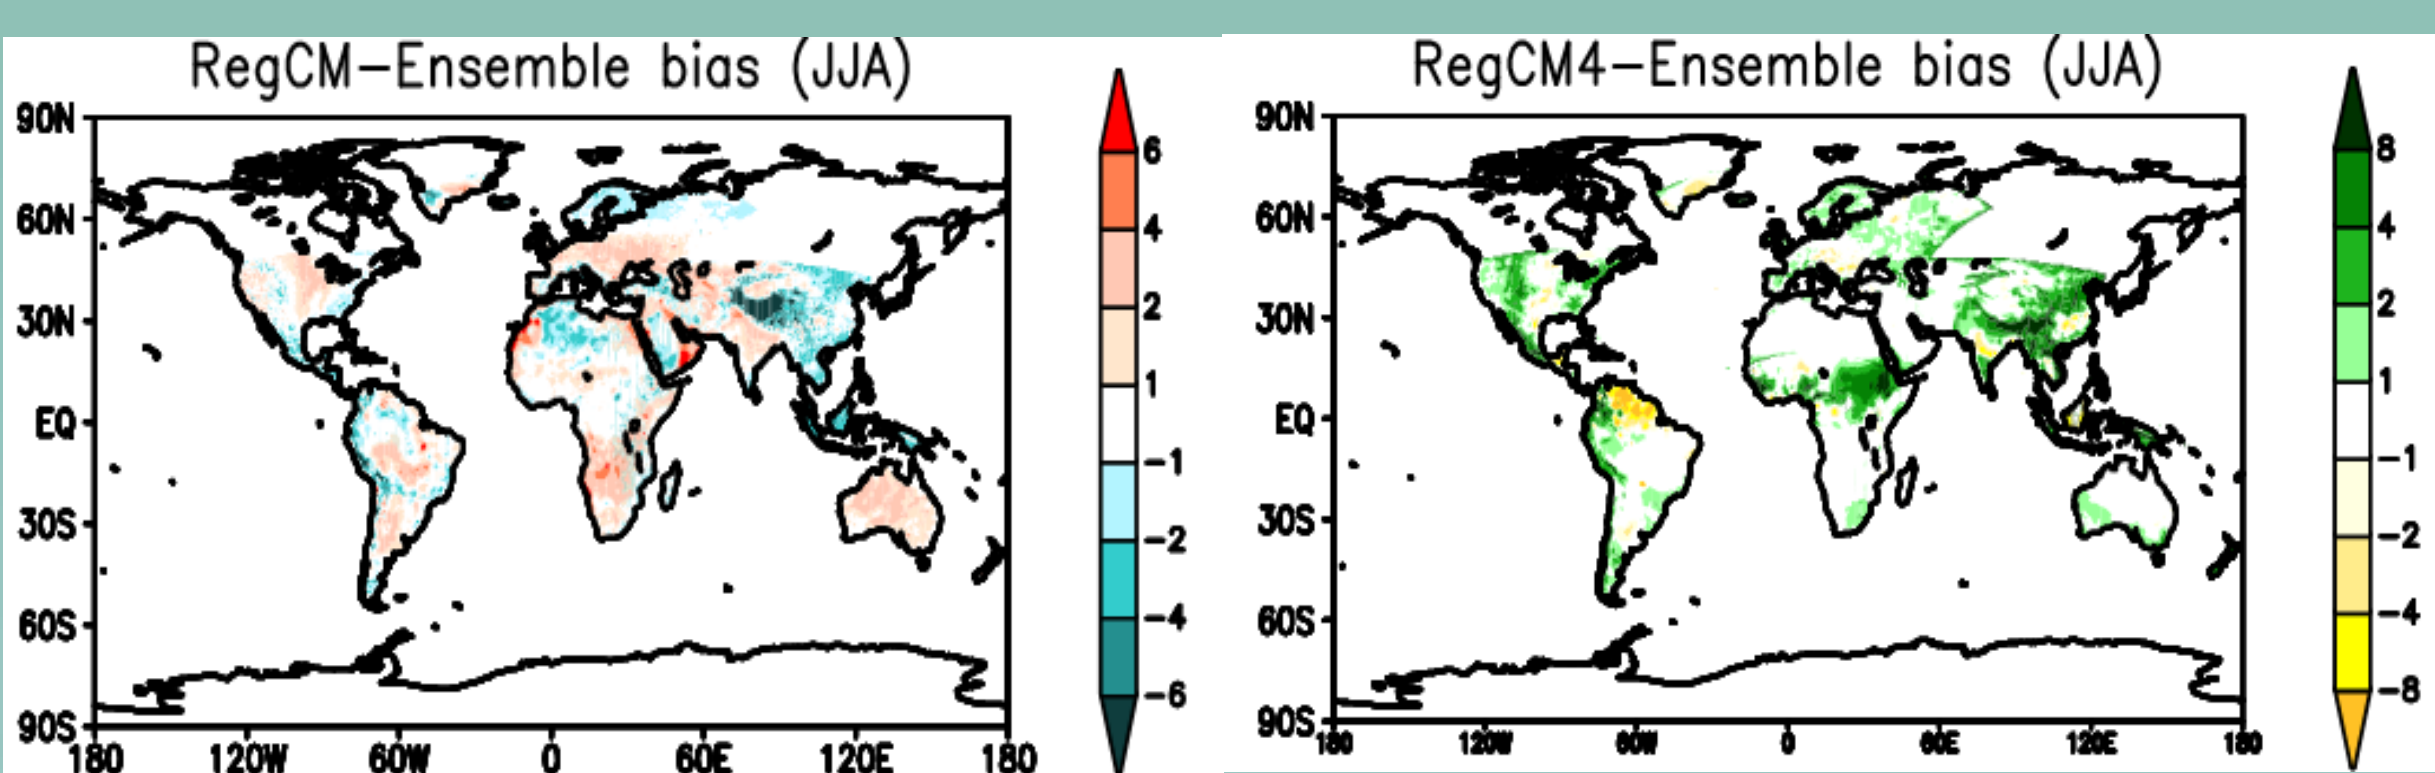 RegCM-Ensemble bias (JJA)
90N
60N
30N
EQ
30S
60S
90S
180 120W 60W 0 60E 120E 180
6
4
2
1
-1
-2
-4
-6
RegCM4-Ensemble bias (JJA)
90N
60N
30N
EQ
30S
60S
90S
180 120W 60W 0 60E 120E 180
8
4
2
1
-1
-2
-4
-8